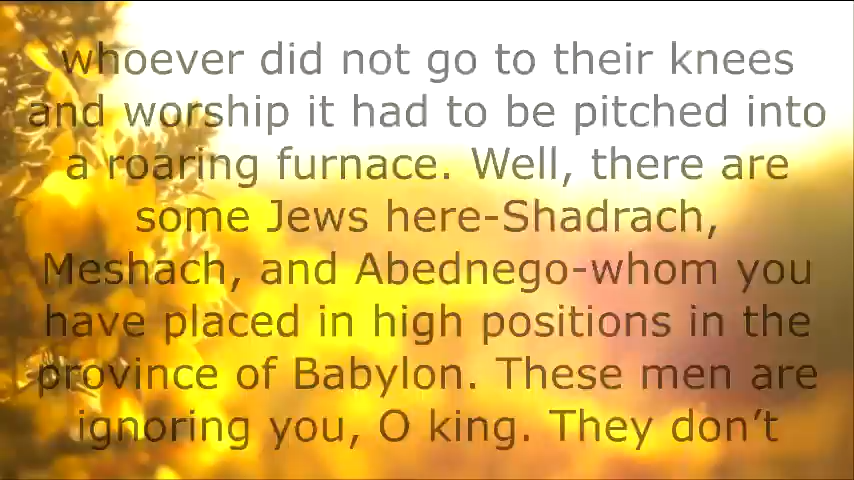 whoever did not go to their knees
and worship it had to be pitched into
a roaring furnace. Well, there are
some Jews here-Shadrach,
Meshach, and Abednego-whom you
have placed in high positions in the
province of Babylon. These men are
ignoring you, O king. They don’t